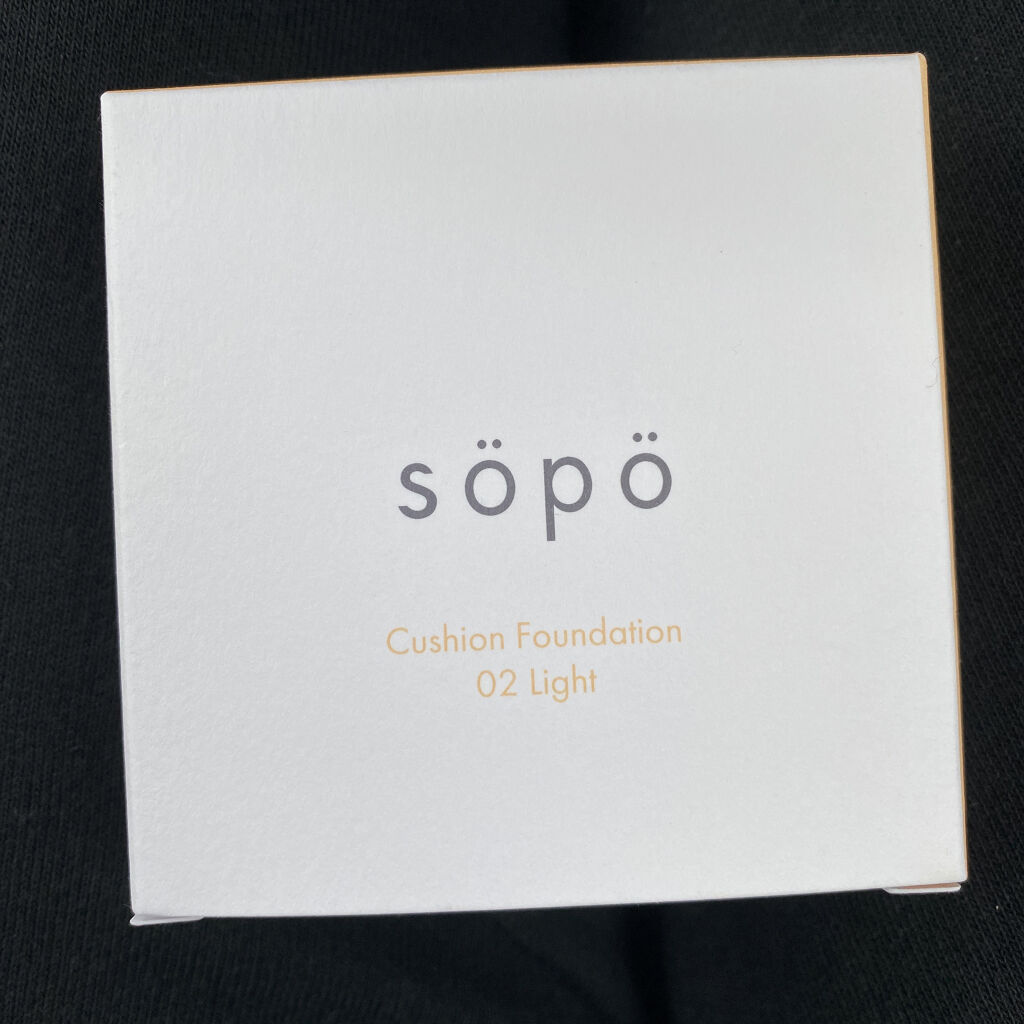 söpö
Cushion Foundation
02 Light